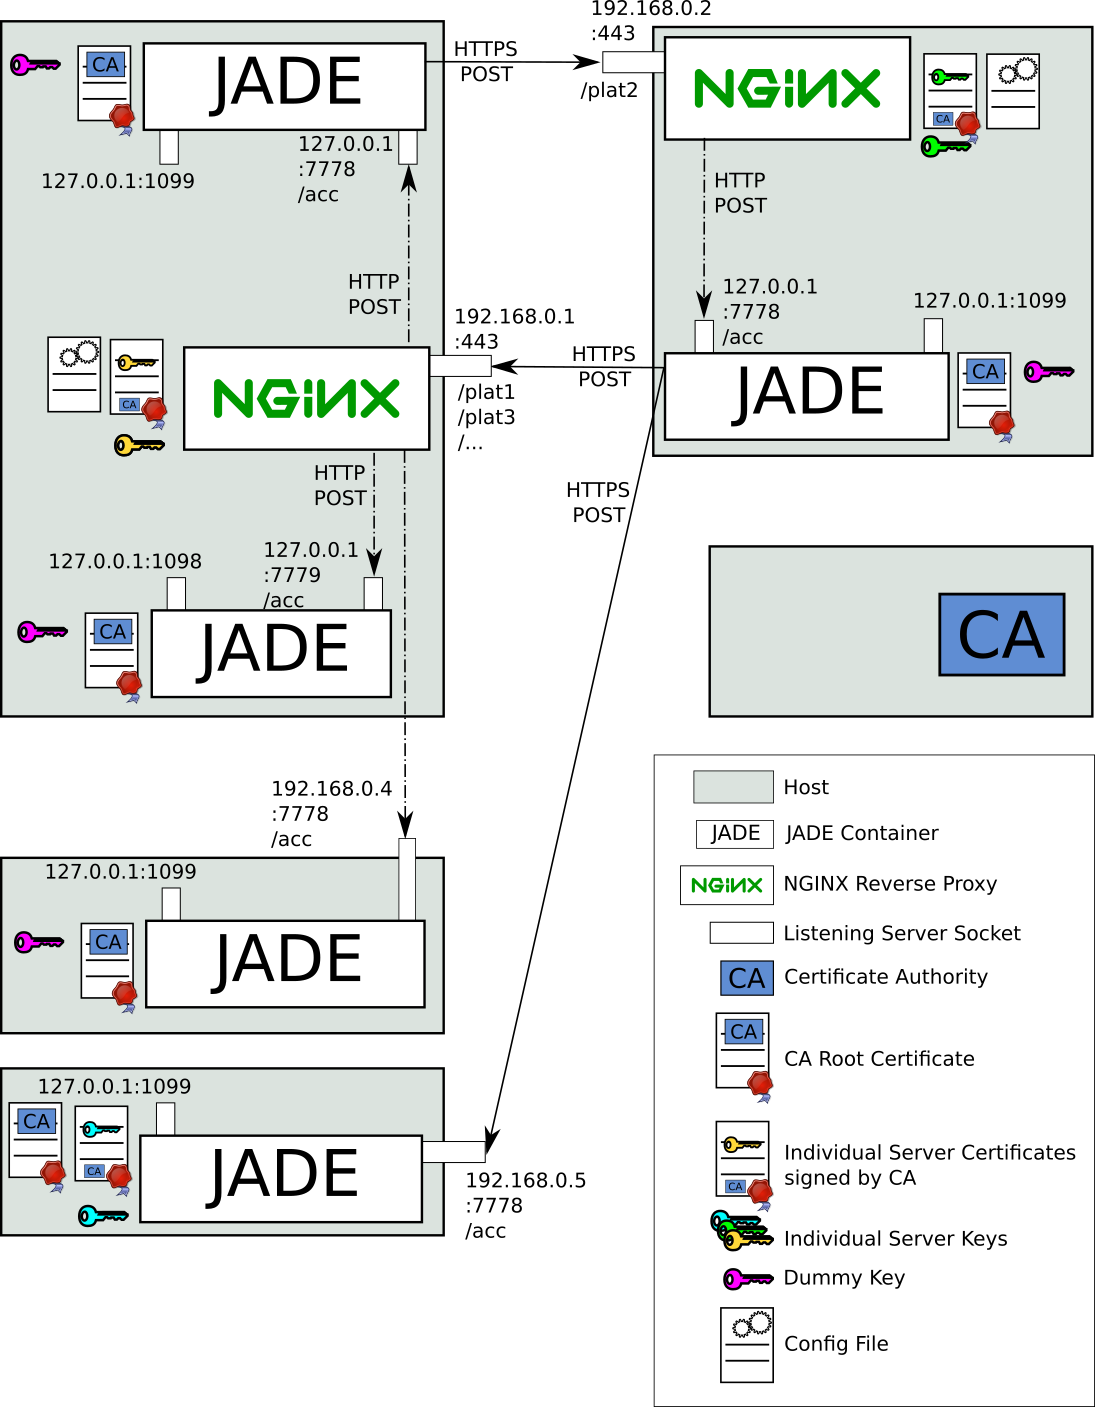 192.168.0.2
:443
/plat2
HTTPS
POST
CA
JADE
127.0.0.1:1099
127.0.0.1
:7778
/acc
NGiNX
CA
HTTP
POST
HTTP
POST
127.0.0.1
:7778
/acc
127.0.0.1:1099
192.168.0.1
:443
/plat1
/plat3
/...
HTTPS
POST
NGiNX
CA
JADE
CA
HTTP
POST
HTTPS
POST
127.0.0.1:1098
127.0.0.1
:7779
/acc
CA
JADE
CA
192.168.0.4
:7778
/acc
127.0.0.1:1099
CA
JADE
127.0.0.1:1099
CA
CA
JADE
192.168.0.5
:7778
/acc
Host
JADE
JADE Container
NGiNX
NGINX Reverse Proxy
Listening Server Socket
CA
Certificate Authority
CA
CA Root Certificate
CA
Individual Server Certificates
signed by CA
Individual Server Keys
Dummy Key
Config File